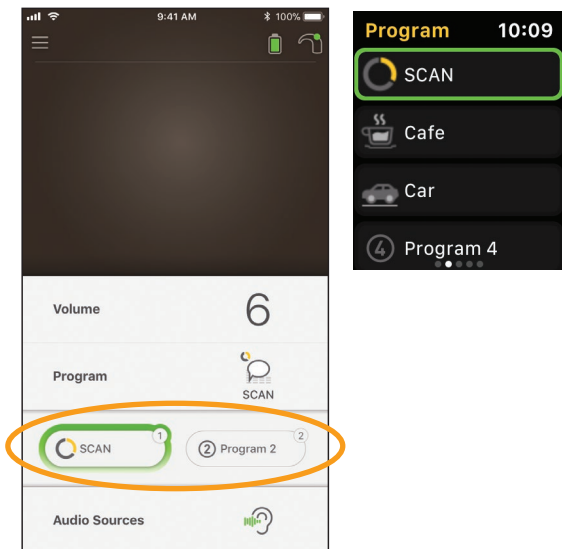 9:41 AM
100%
Volume
6
Program
SCAN
SCAN
1
2
Program 2
2
Audio Sources
Program
10:09
SCAN
Cafe
Car
4
Program 4